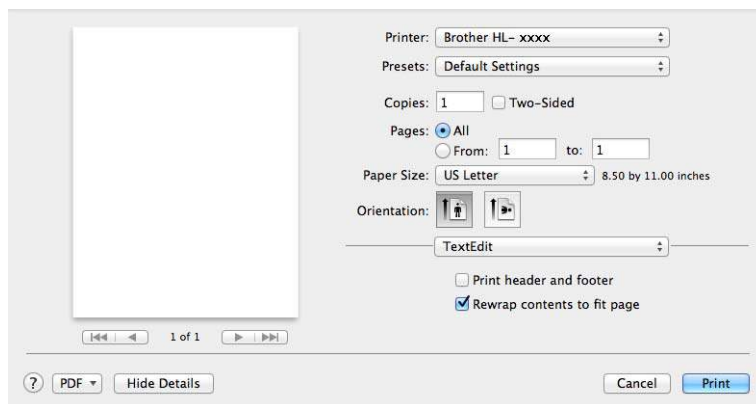 Printer: Brother HL- xxxx
Presets: Default Settings
Copies: 1 Two-Sided
Pages: All
From: 1 to: 1
Paper Size: US Letter 8.50 by 11.00 inches
Orientation:
TextEdit
Print header and footer
Rewrap contents to fit page
1 of 1
? PDF Hide Details Cancel Print